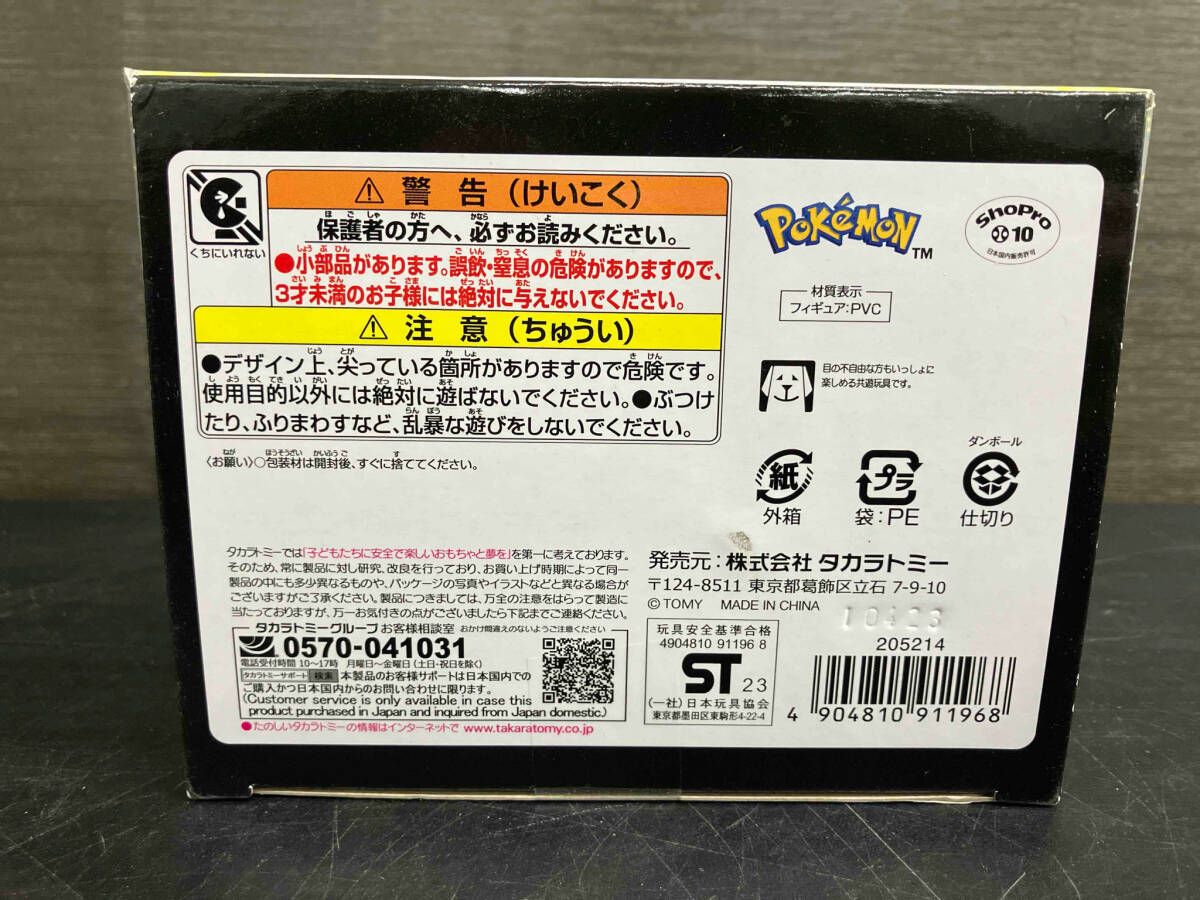 くちにいれない
⚠ 警告(けいこく)
保護者の方へ、必ずお読みください。
●小部品があります。誤飲・窒息の危険がありますので、
3才未満のお子様には絶対に与えないでください。
⚠ 注意(ちゅうい)
●デザイン上、尖っている箇所がありますので危険です。
使用目的以外には絶対に遊ばないでください。●ぶつけ
たり、ふりまわすなど、乱暴な遊びをしないでください。
〈お願い〉○包装材は開封後、すぐに捨ててください。
POKéMON™
ShoPro
10
日本国内販売許可
材質表示
フィギュア:PVC
目の不自由な方もいっしょに
楽しめる共遊玩具です。
紙
外箱
プラ
袋:PE
ダンボール
仕切り
タカラトミーでは「子どもたちに安全で楽しいおもちゃと夢を」を第一に考えております。
そのため、常に製品に対し研究、改良を行っており、お買い上げ時期によって同一
製品の中にも多少異なるものや、パッケージの写真やイラストなどと異なる場合が
ございますがご了承ください。製品につきましては、万全の注意をはらって製造に
当たっておりますが、万一お気付きの点がございましたら下記までご連絡ください。
タカラトミーグループ お客様相談室 おかけ間違えのないようご注意ください
0570-041031
電話受付時間 10〜17時 月曜日〜金曜日(土日・祝日を除く)
タカラトミーサポート 検索 本製品のお客様サポートは日本国内での
ご購入かつ日本国内からのお問い合わせに限ります。
(Customer service is only available in case this
product purchased in Japan and inquired from Japan domestic.)
●たのしいタカラトミーの情報はインターネットで www.takaratomy.co.jp
発売元:株式会社 タカラトミー
〒124-8511 東京都葛飾区立石 7-9-10
© TOMY MADE IN CHINA
10423
玩具安全基準合格
4904810 91196 8
ST 23
(一社)日本玩具協会
東京都墨田区東駒形4-22-4
205214
4 904810 911968